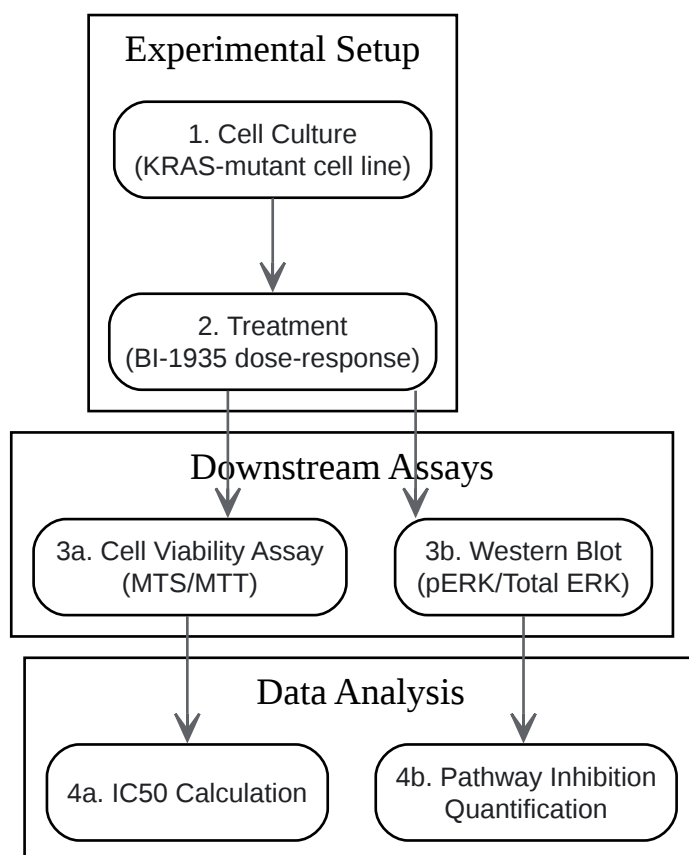 Experimental Setup
1. Cell Culture
(KRAS-mutant cell line)
2. Treatment
(BI-1935 dose-response)
Downstream Assays
3a. Cell Viability Assay
(MTS/MTT)
3b. Western Blot
(pERK/Total ERK)
Data Analysis
4a. IC50 Calculation
4b. Pathway Inhibition
Quantification